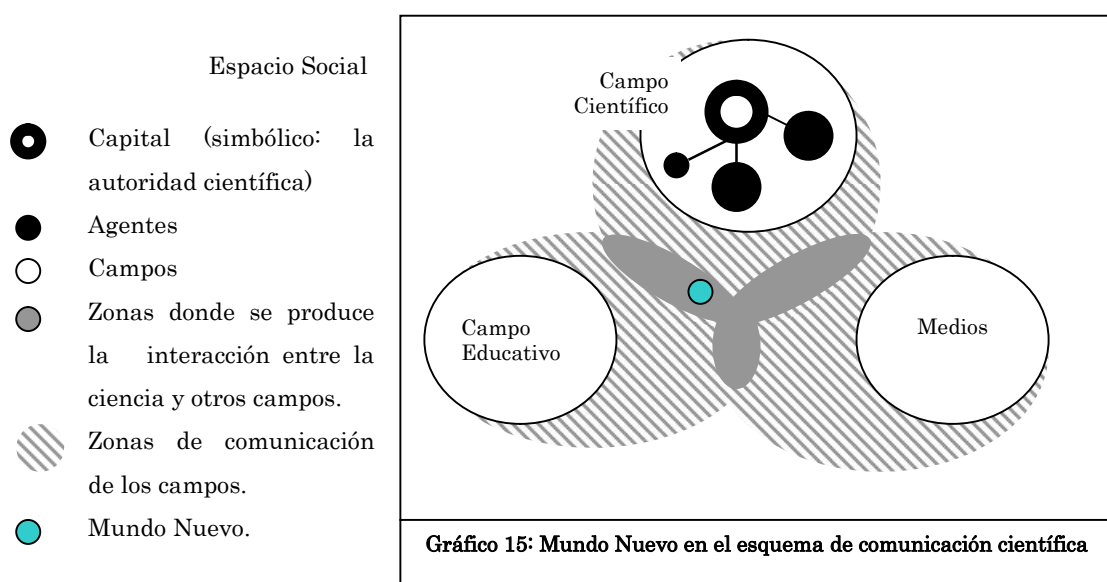 Espacio Social
Capital (simbólico: la
autoridad científica)
Agentes
Campos
Zonas donde se produce
la interacción entre la
ciencia y otros campos.
Zonas de comunicación
de los campos.
Mundo Nuevo.
Campo
Científico
Campo
Educativo
Medios
Gráfico 15: Mundo Nuevo en el esquema de comunicación científica